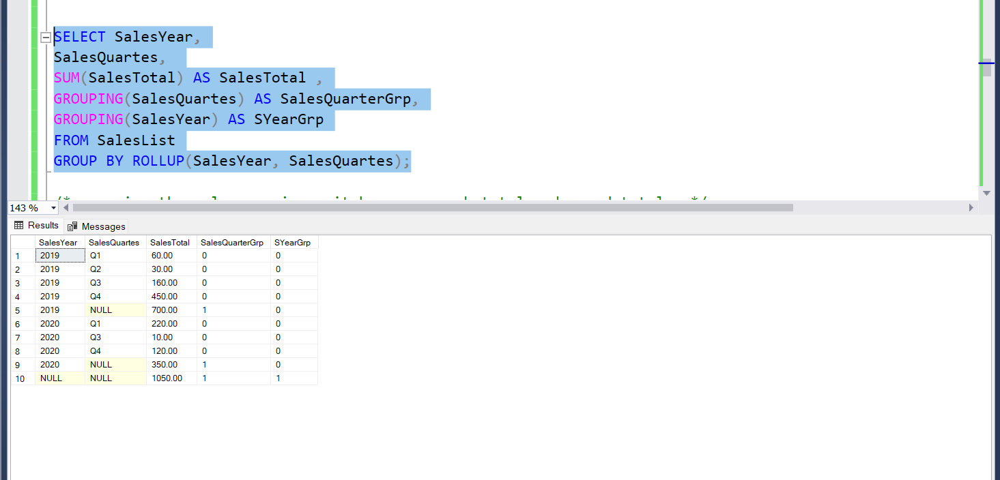 SELECT SalesYear,
SalesQuartes,
SUM(SalesTotal) AS SalesTotal ,
GROUPING(SalesQuartes) AS SalesQuarterGrp,
GROUPING(SalesYear) AS SYearGrp
FROM SalesList
GROUP BY ROLLUP(SalesYear, SalesQuartes);
143 %
Results Messages
SalesYear SalesQuartes SalesTotal SalesQuarterGrp SYearGrp
1 2019 Q1 60.00 0 0
2 2019 Q2 30.00 0 0
3 2019 Q3 160.00 0 0
4 2019 Q4 450.00 0 0
5 2019 NULL 700.00 1 0
6 2020 Q1 220.00 0 0
7 2020 Q3 10.00 0 0
8 2020 Q4 120.00 0 0
9 2020 NULL 350.00 1 0
10 NULL NULL 1050.00 1 1